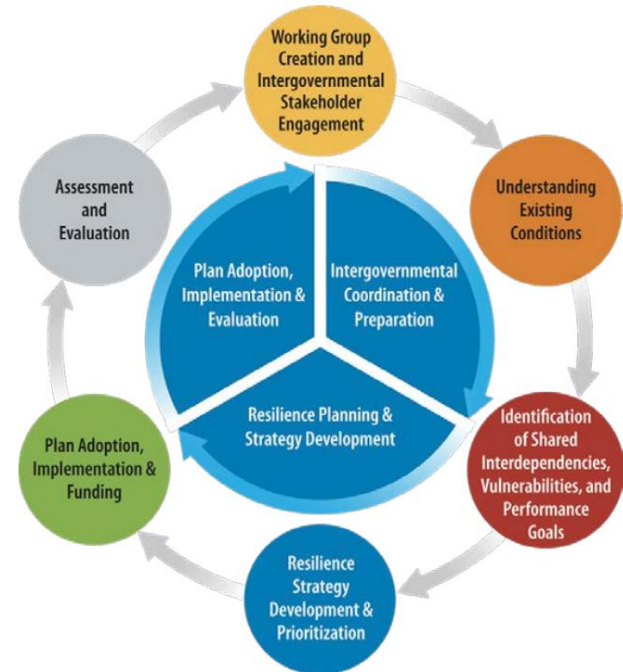 Working Group
Creation and
Intergovernmental
Stakeholder
Engagement
Understanding
Existing
Conditions
Identification
of Shared
Interdependencies,
Vulnerabilities, and
Performance
Goals
Resilience
Strategy
Development &
Prioritization
Plan Adoption,
Implementation &
Funding
Assessment
and
Evaluation
Intergovernmental
Coordination &
Preparation
Resilience Planning &
Strategy Development
Plan Adoption,
Implementation &
Evaluation